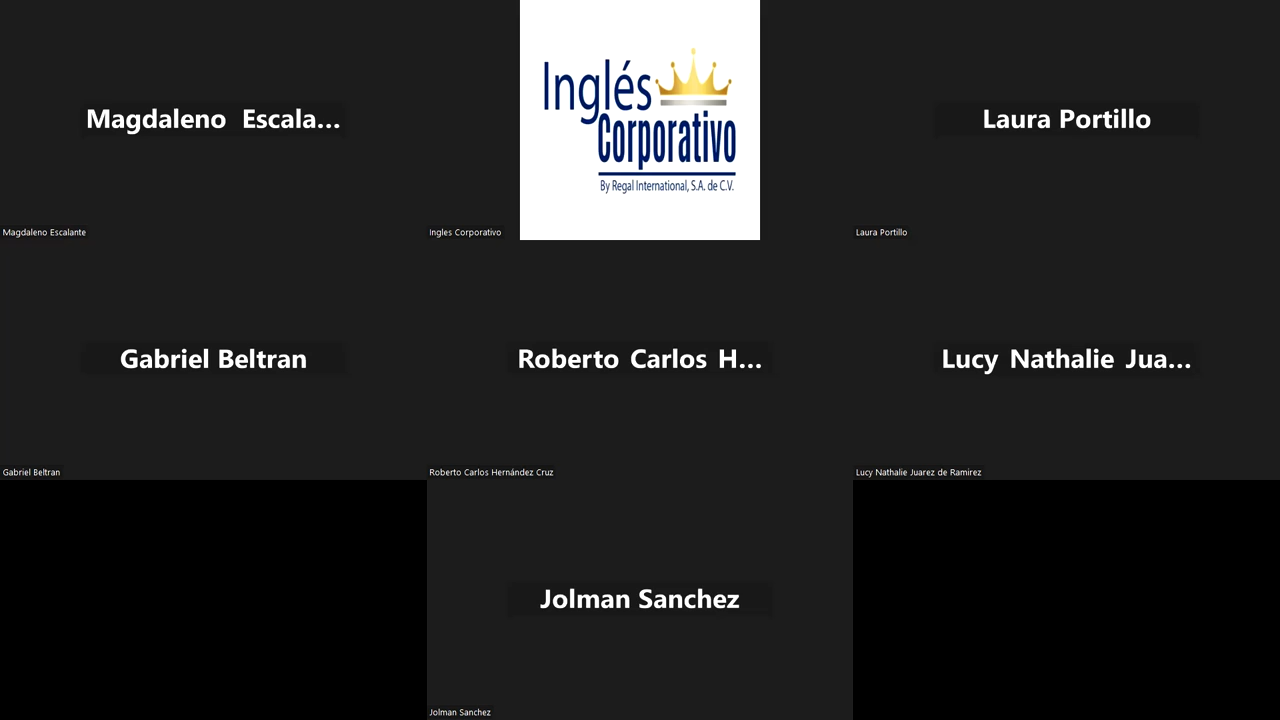 Magdaleno Escala...
Inglés
Corporativo
By Regal International, S.A. de C.V.
Laura Portillo
Magdaleno Escalante
Ingles Corporativo
Laura Portillo
Gabriel Beltran
Roberto Carlos H...
Lucy Nathalie Jua...
Gabriel Beltran
Roberto Carlos Hernández Cruz
Lucy Nathalie Juarez de Ramirez
Jolman Sanchez
Jolman Sanchez